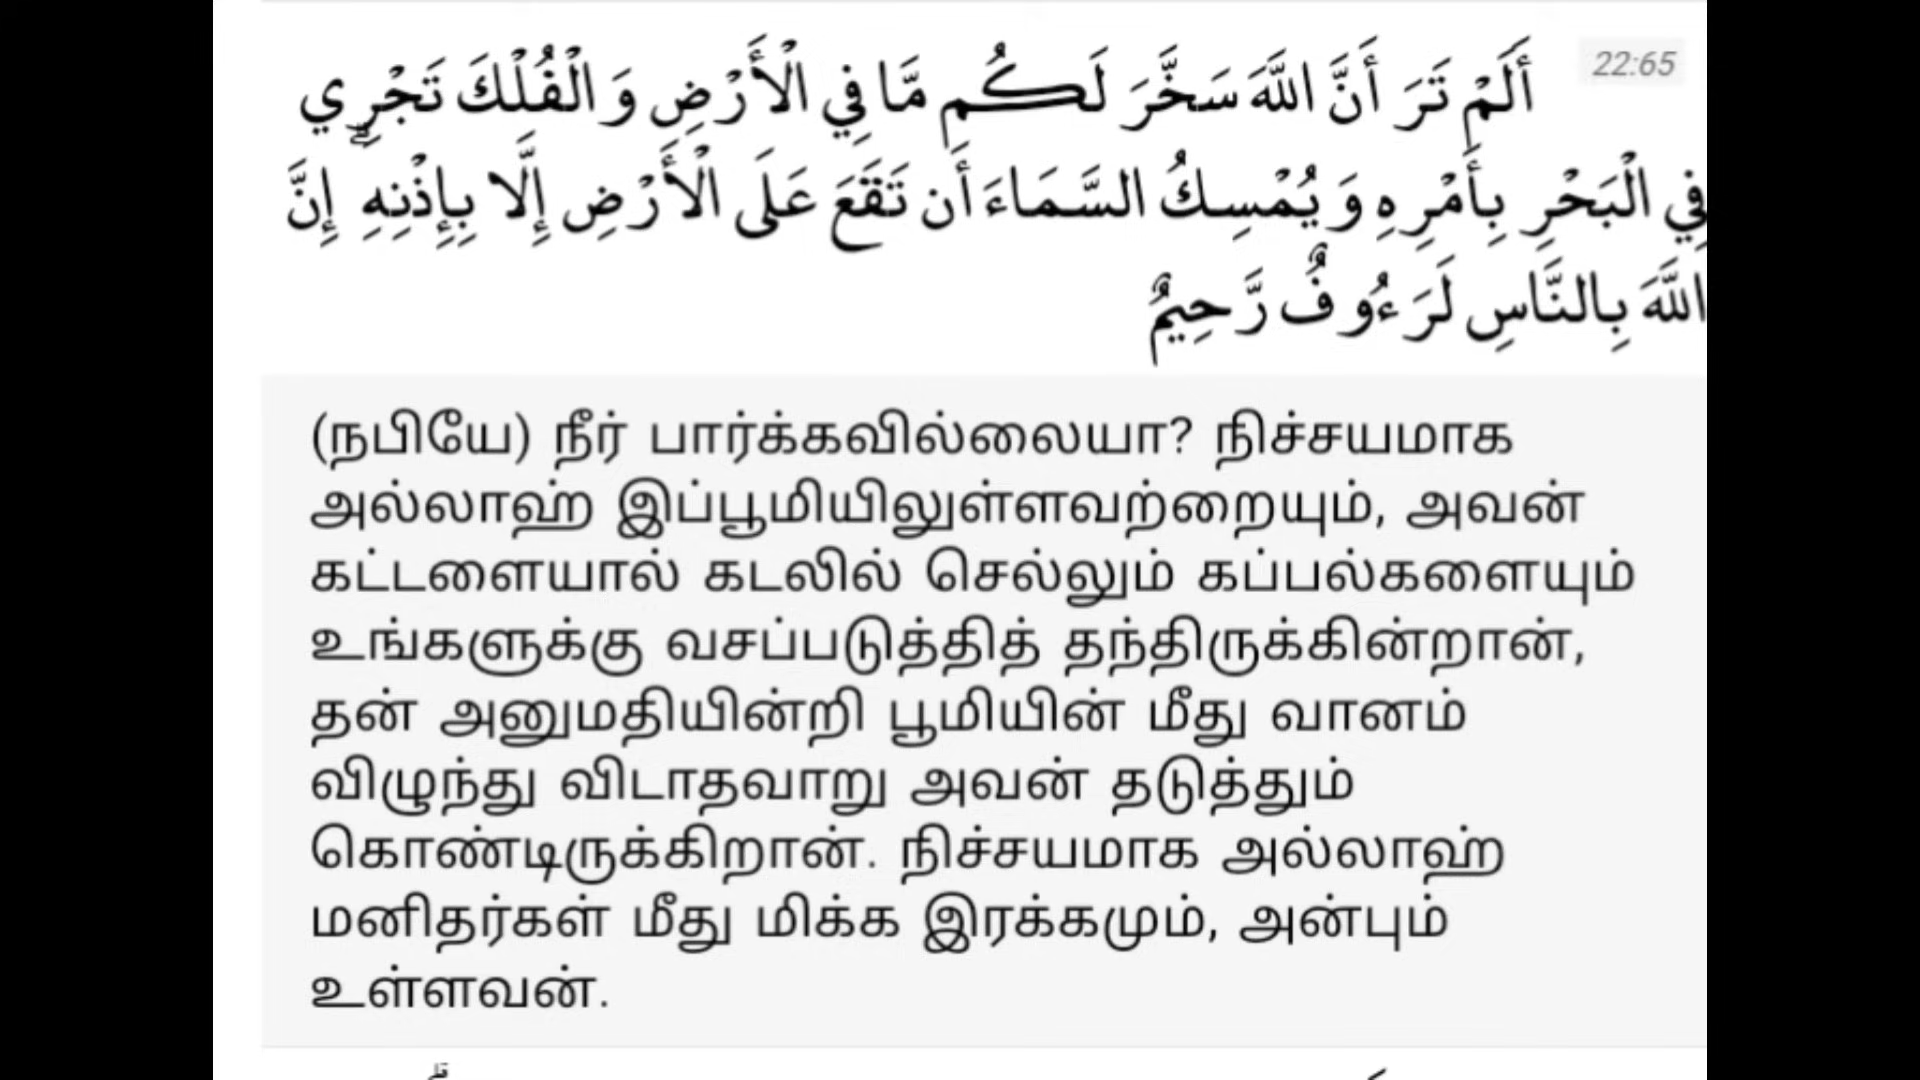 22:65
أَلَمْ تَرَ أَنَّ اللَّهَ سَخَّرَ لَكُم مَّا فِي الْأَرْضِ وَالْفُلْكَ تَجْرِي
فِي الْبَحْرِ بِأَمْرِهِ وَيُمْسِكُ السَّمَاءَ أَن تَقَعَ عَلَى الْأَرْضِ إِلَّا بِإِذْنِهِ ۗ إِنَّ
اللَّهَ بِالنَّاسِ لَرَءُوفٌ رَّحِيمٌ
(நபியே) நீர் பார்க்கவில்லையா? நிச்சயமாக
அல்லாஹ் இப்பூமியிலுள்ளவற்றையும், அவன்
கட்டளையால் கடலில் செல்லும் கப்பல்களையும்
உங்களுக்கு வசப்படுத்தித் தந்திருக்கின்றான்,
தன் அனுமதியின்றி பூமியின் மீது வானம்
விழுந்து விடாதவாறு அவன் தடுத்தும்
கொண்டிருக்கிறான். நிச்சயமாக அல்லாஹ்
மனிதர்கள் மீது மிக்க இரக்கமும், அன்பும்
உள்ளவன்.